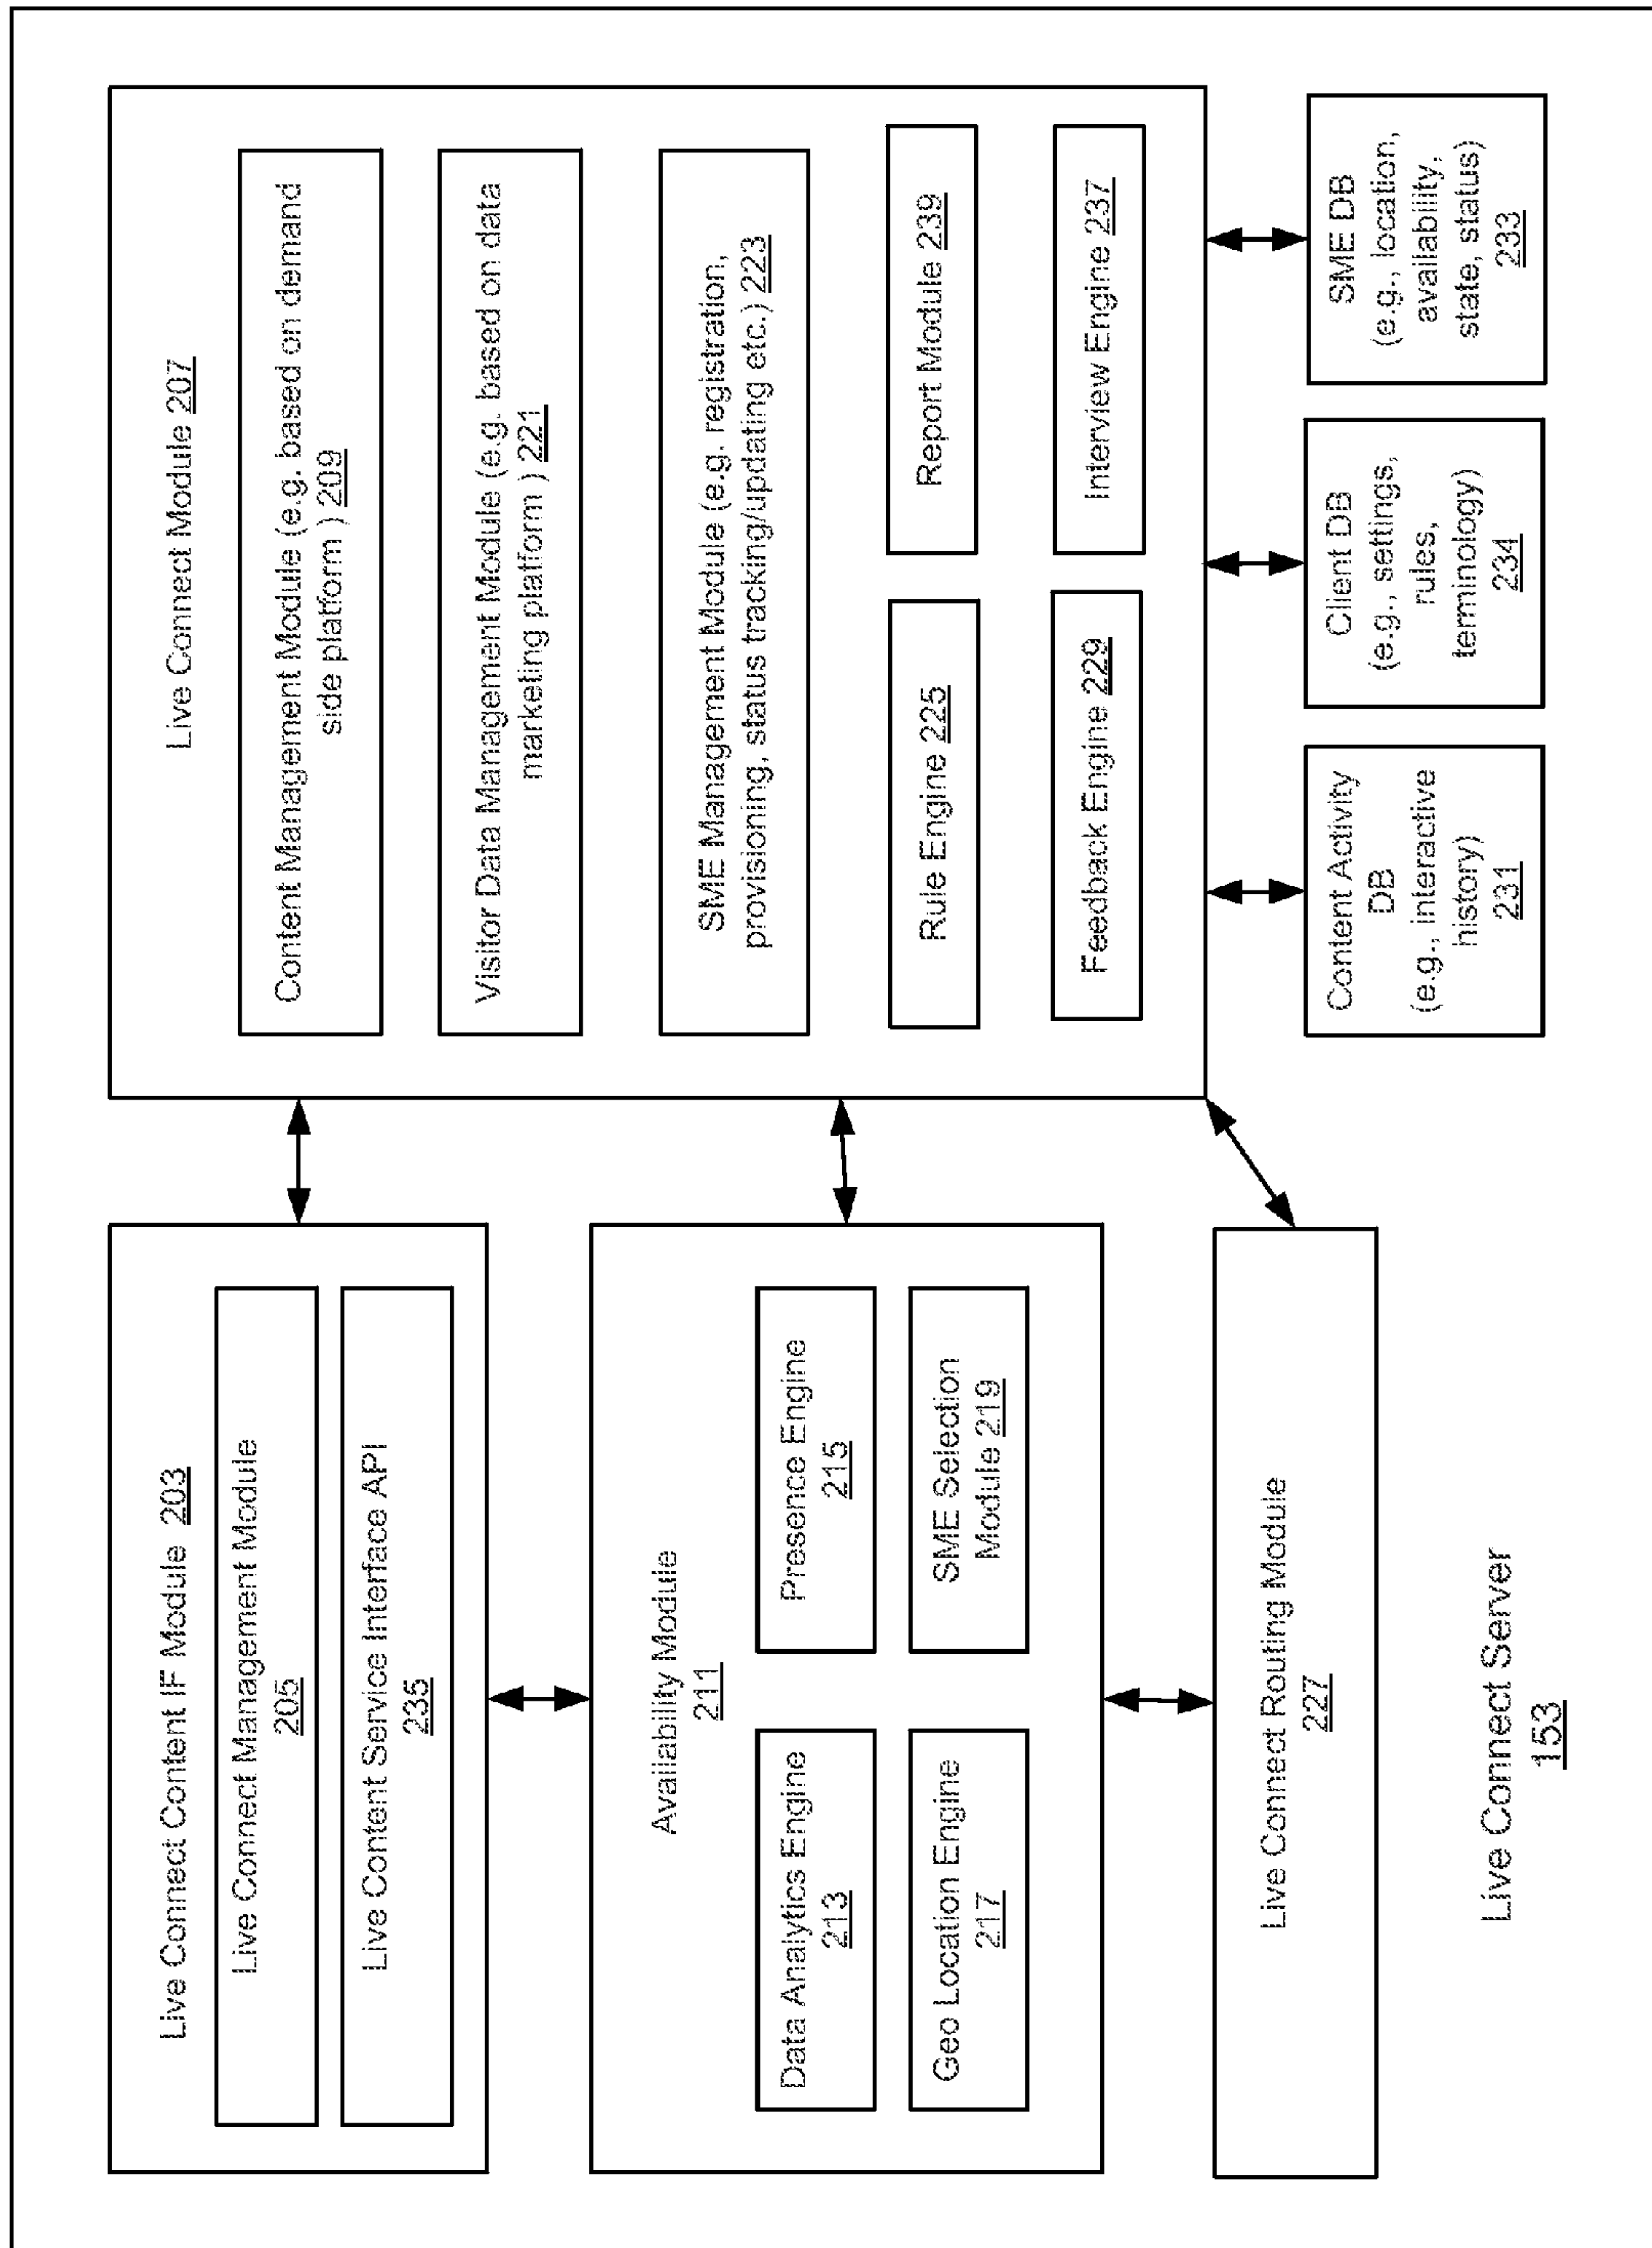 Live Connect Content IF Module 203
Live Connect Management Module
205
Live Content Service Interface API
235
Availability Module
211
Data Analytics Engine
213
Presence Engine
215
Geo Location Engine
217
SME Selection
Module 219
Live Connect Routing Module
227
Live Connect Server
153
Live Connect Module 207
Content Management Module (e.g. based on demand
side platform ) 209
Visitor Data Management Module (e.g. based on data
marketing platform ) 221
SME Management Module (e.g. registration,
provisioning, status tracking/updating etc.) 223
Rule Engine 225
Report Module 239
Feedback Engine 229
Interview Engine 237
Content Activity
DB
(e.g., interactive
history)
231
Client DB
(e.g., settings,
rules,
terminology)
234
SME DB
(e.g., location,
availability,
state, status)
233